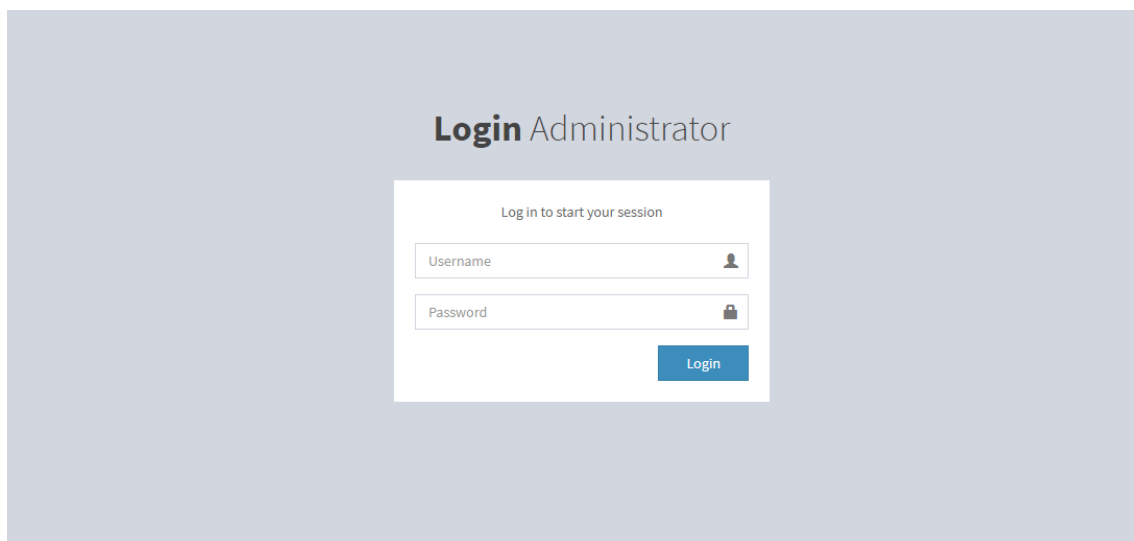 Login Administrator
Log in to start your session
Username
Password
Login